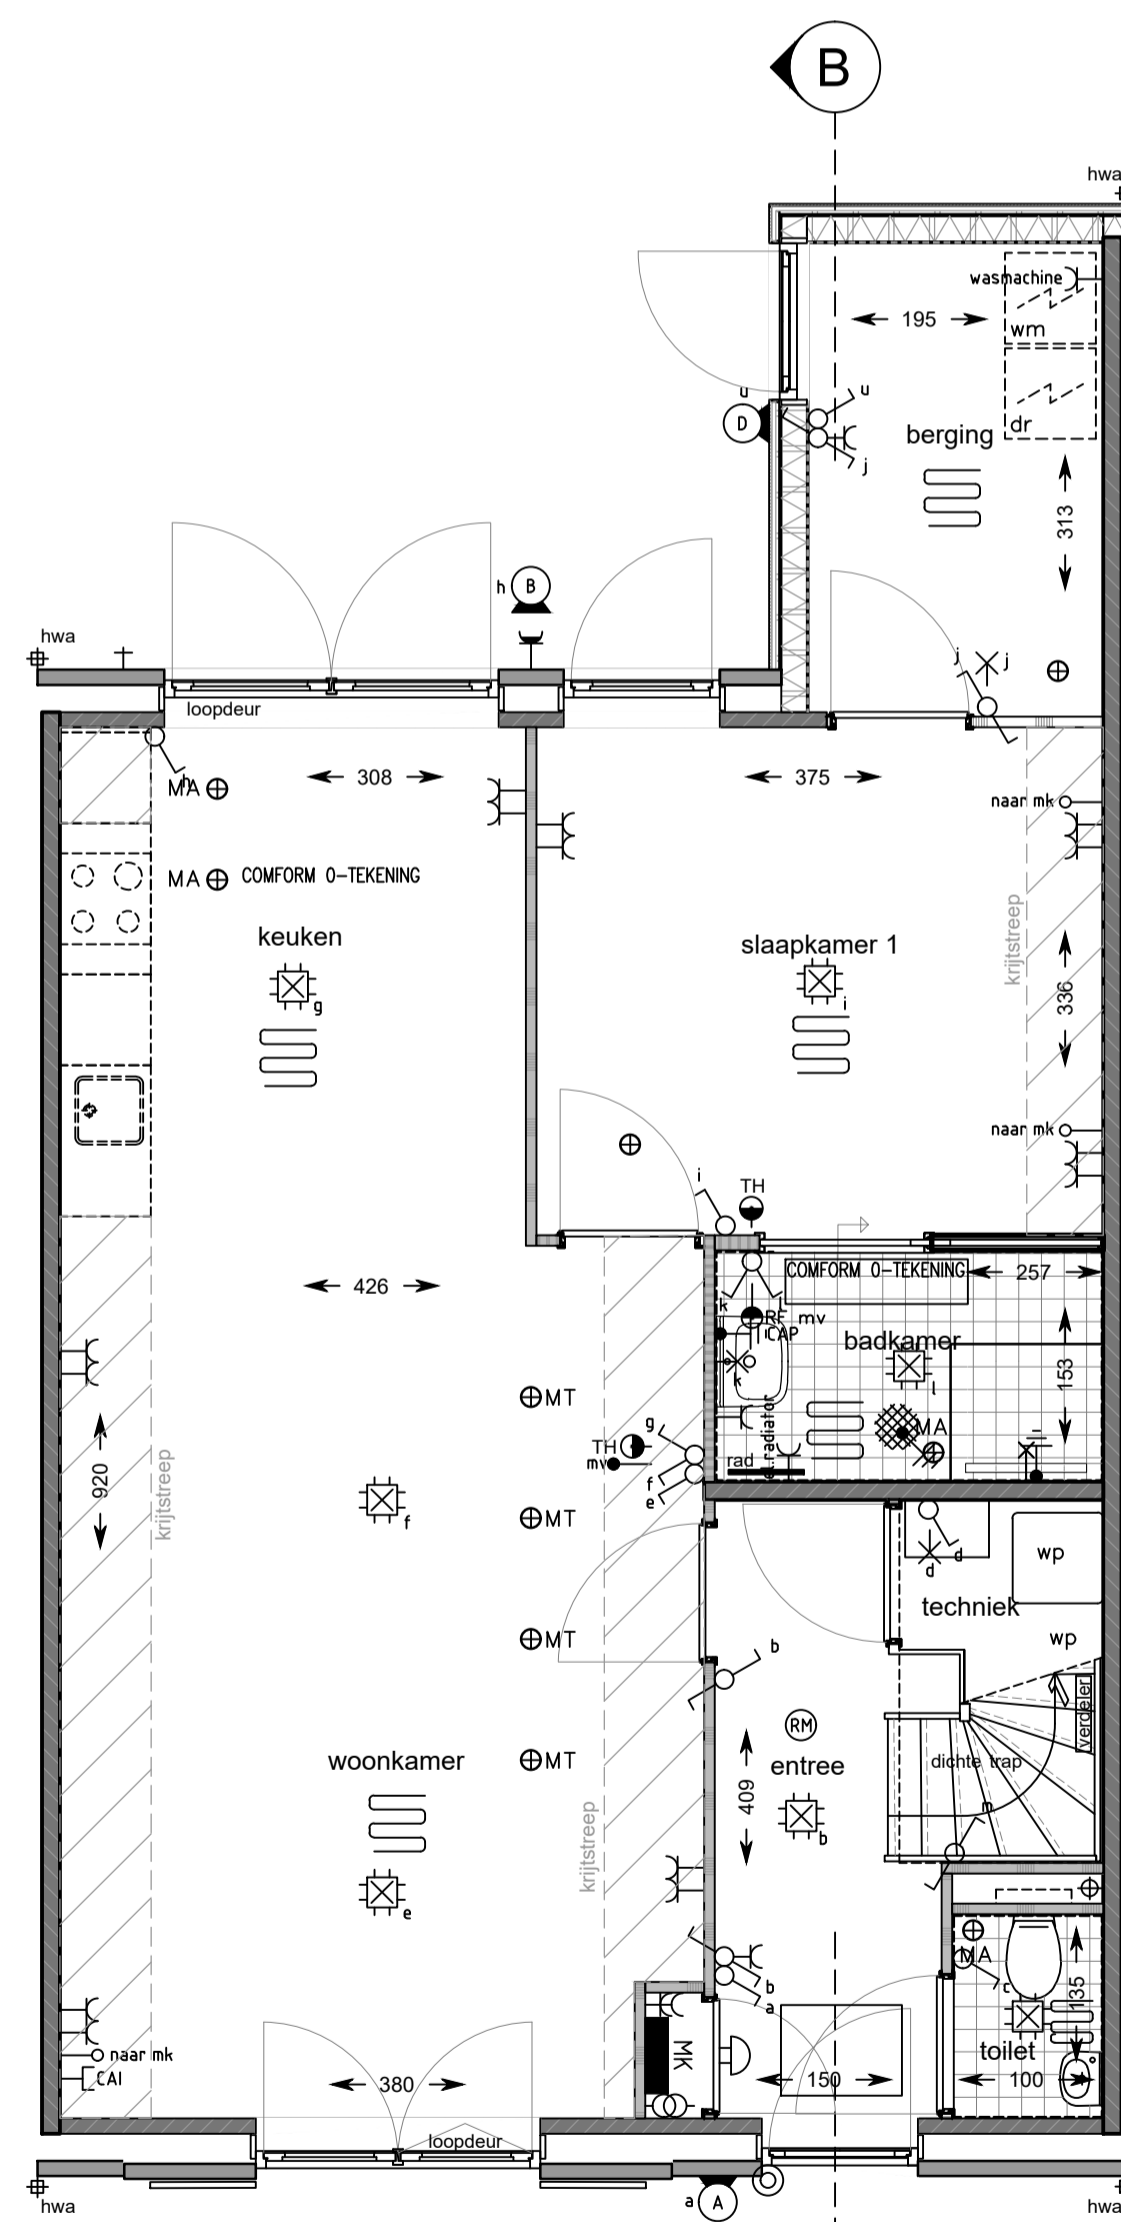 B
hwa
wasmachine
195
wm
u
u
D
dr
berging
j
313
h
B
hwa
j
j
loopdeur
h
MA
308
375
naar mk
MA
COMFORM 0-TEKENING
keuken
slaapkamer 1
krijtstreep
336
g
i
naar mk
i
TH
426
COMFORM 0-TEKENING
257
k
RF mv
CAP
badkamer
153
k
l
MT
g
TH
mv
f
e
el.radiator
MA
rad
920
krijtstreep
f
MT
d
d
wp
techniek
MT
b
wp
RM
verdeler
woonkamer
MT
entree
dichte trap
409
krijtstreep
b
n
e
MA
b
a
c
135
naar mk
CAI
MK
toilet
380
150
100
loopdeur
hwa
a
A
hwa